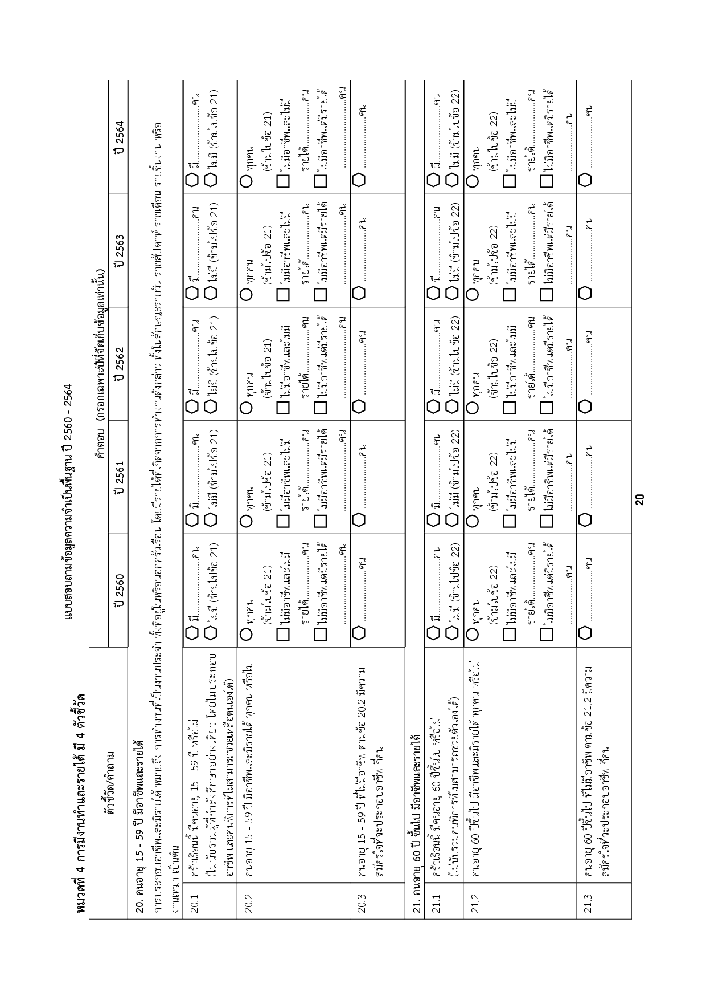 แบบสอบถามข้อมูลความจำเป็นพื้นฐาน ปี 2560 - 2564
หมวดที่ 4 การมีงานทำและรายได้ มี 4 ตัวชี้วัด
ตัวชี้วัด/คำถาม
คำตอบ (กรอกเฉพาะปีที่จัดเก็บข้อมูลเท่านั้น)
ปี 2560 ปี 2561 ปี 2562 ปี 2563 ปี 2564
20. คนอายุ 15 - 59 ปี มีอาชีพและรายได้
การประกอบอาชีพและมีรายได้ หมายถึง การทำงานที่เป็นงานประจำ ทั้งที่อยู่ในหรือนอกครัวเรือน โดยมีรายได้ที่เกิดจากการทำงานดังกล่าว ทั้งในลักษณะรายวัน รายสัปดาห์ รายเดือน รายชิ้นงาน หรือ
งานเหมา เป็นต้น
20.1 ครัวเรือนนี้ มีคนอายุ 15 - 59 ปี หรือไม่
(ไม่นับรวมผู้ที่กำลังศึกษาอย่างเดียว โดยไม่ประกอบ
อาชีพ และคนพิการที่ไม่สามารถช่วยเหลือตนเองได้)
มี..................คน มี..................คน มี..................คน มี..................คน มี..................คน
ไม่มี (ข้ามไปข้อ 21) ไม่มี (ข้ามไปข้อ 21) ไม่มี (ข้ามไปข้อ 21) ไม่มี (ข้ามไปข้อ 21) ไม่มี (ข้ามไปข้อ 21)
20.2 คนอายุ 15 - 59 ปี มีอาชีพและมีรายได้ ทุกคน หรือไม่
ทุกคน ทุกคน ทุกคน ทุกคน ทุกคน
(ข้ามไปข้อ 21) (ข้ามไปข้อ 21) (ข้ามไปข้อ 21) (ข้ามไปข้อ 21) (ข้ามไปข้อ 21)
ไม่มีอาชีพและไม่มี ไม่มีอาชีพและไม่มี ไม่มีอาชีพและไม่มี ไม่มีอาชีพและไม่มี ไม่มีอาชีพและไม่มี
รายได้..............คน รายได้..............คน รายได้..............คน รายได้..............คน รายได้..............คน
ไม่มีอาชีพแต่มีรายได้ ไม่มีอาชีพแต่มีรายได้ ไม่มีอาชีพแต่มีรายได้ ไม่มีอาชีพแต่มีรายได้ ไม่มีอาชีพแต่มีรายได้
.........................คน .........................คน .........................คน .........................คน .........................คน
20.3 คนอายุ 15 - 59 ปี ที่ไม่มีอาชีพ ตามข้อ 20.2 มีความ
สมัครใจที่จะประกอบอาชีพ กี่คน
..................คน ..................คน ..................คน ..................คน ..................คน
21. คนอายุ 60 ปี ขึ้นไป มีอาชีพและรายได้
21.1 ครัวเรือนนี้ มีคนอายุ 60 ปีขึ้นไป หรือไม่
(ไม่นับรวมคนพิการที่ไม่สามารถช่วยตัวเองได้)
มี..................คน มี..................คน มี..................คน มี..................คน มี..................คน
ไม่มี (ข้ามไปข้อ 22) ไม่มี (ข้ามไปข้อ 22) ไม่มี (ข้ามไปข้อ 22) ไม่มี (ข้ามไปข้อ 22) ไม่มี (ข้ามไปข้อ 22)
21.2 คนอายุ 60 ปีขึ้นไป มีอาชีพและมีรายได้ ทุกคน หรือไม่
ทุกคน ทุกคน ทุกคน ทุกคน ทุกคน
(ข้ามไปข้อ 22) (ข้ามไปข้อ 22) (ข้ามไปข้อ 22) (ข้ามไปข้อ 22) (ข้ามไปข้อ 22)
ไม่มีอาชีพและไม่มี ไม่มีอาชีพและไม่มี ไม่มีอาชีพและไม่มี ไม่มีอาชีพและไม่มี ไม่มีอาชีพและไม่มี
รายได้..............คน รายได้..............คน รายได้..............คน รายได้..............คน รายได้..............คน
ไม่มีอาชีพแต่มีรายได้ ไม่มีอาชีพแต่มีรายได้ ไม่มีอาชีพแต่มีรายได้ ไม่มีอาชีพแต่มีรายได้ ไม่มีอาชีพแต่มีรายได้
..................คน ..................คน ..................คน ..................คน ..................คน
21.3 คนอายุ 60 ปีขึ้นไป ที่ไม่มีอาชีพ ตามข้อ 21.2 มีความ
สมัครใจที่จะประกอบอาชีพ กี่คน
..................คน ..................คน ..................คน ..................คน ..................คน
20